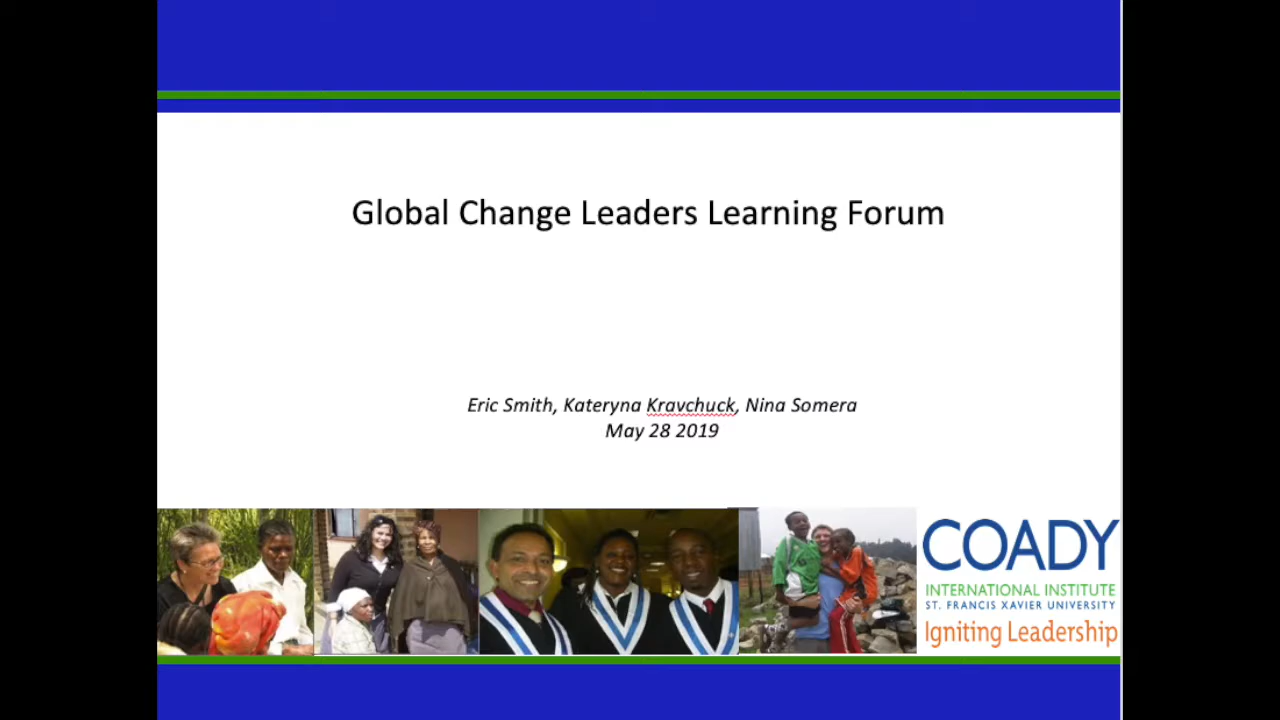 Global Change Leaders Learning Forum
Eric Smith, Kateryna Kravchuck, Nina Somera
May 28 2019
COADY
INTERNATIONAL INSTITUTE
ST. FRANCIS XAVIER UNIVERSITY
Igniting Leadership